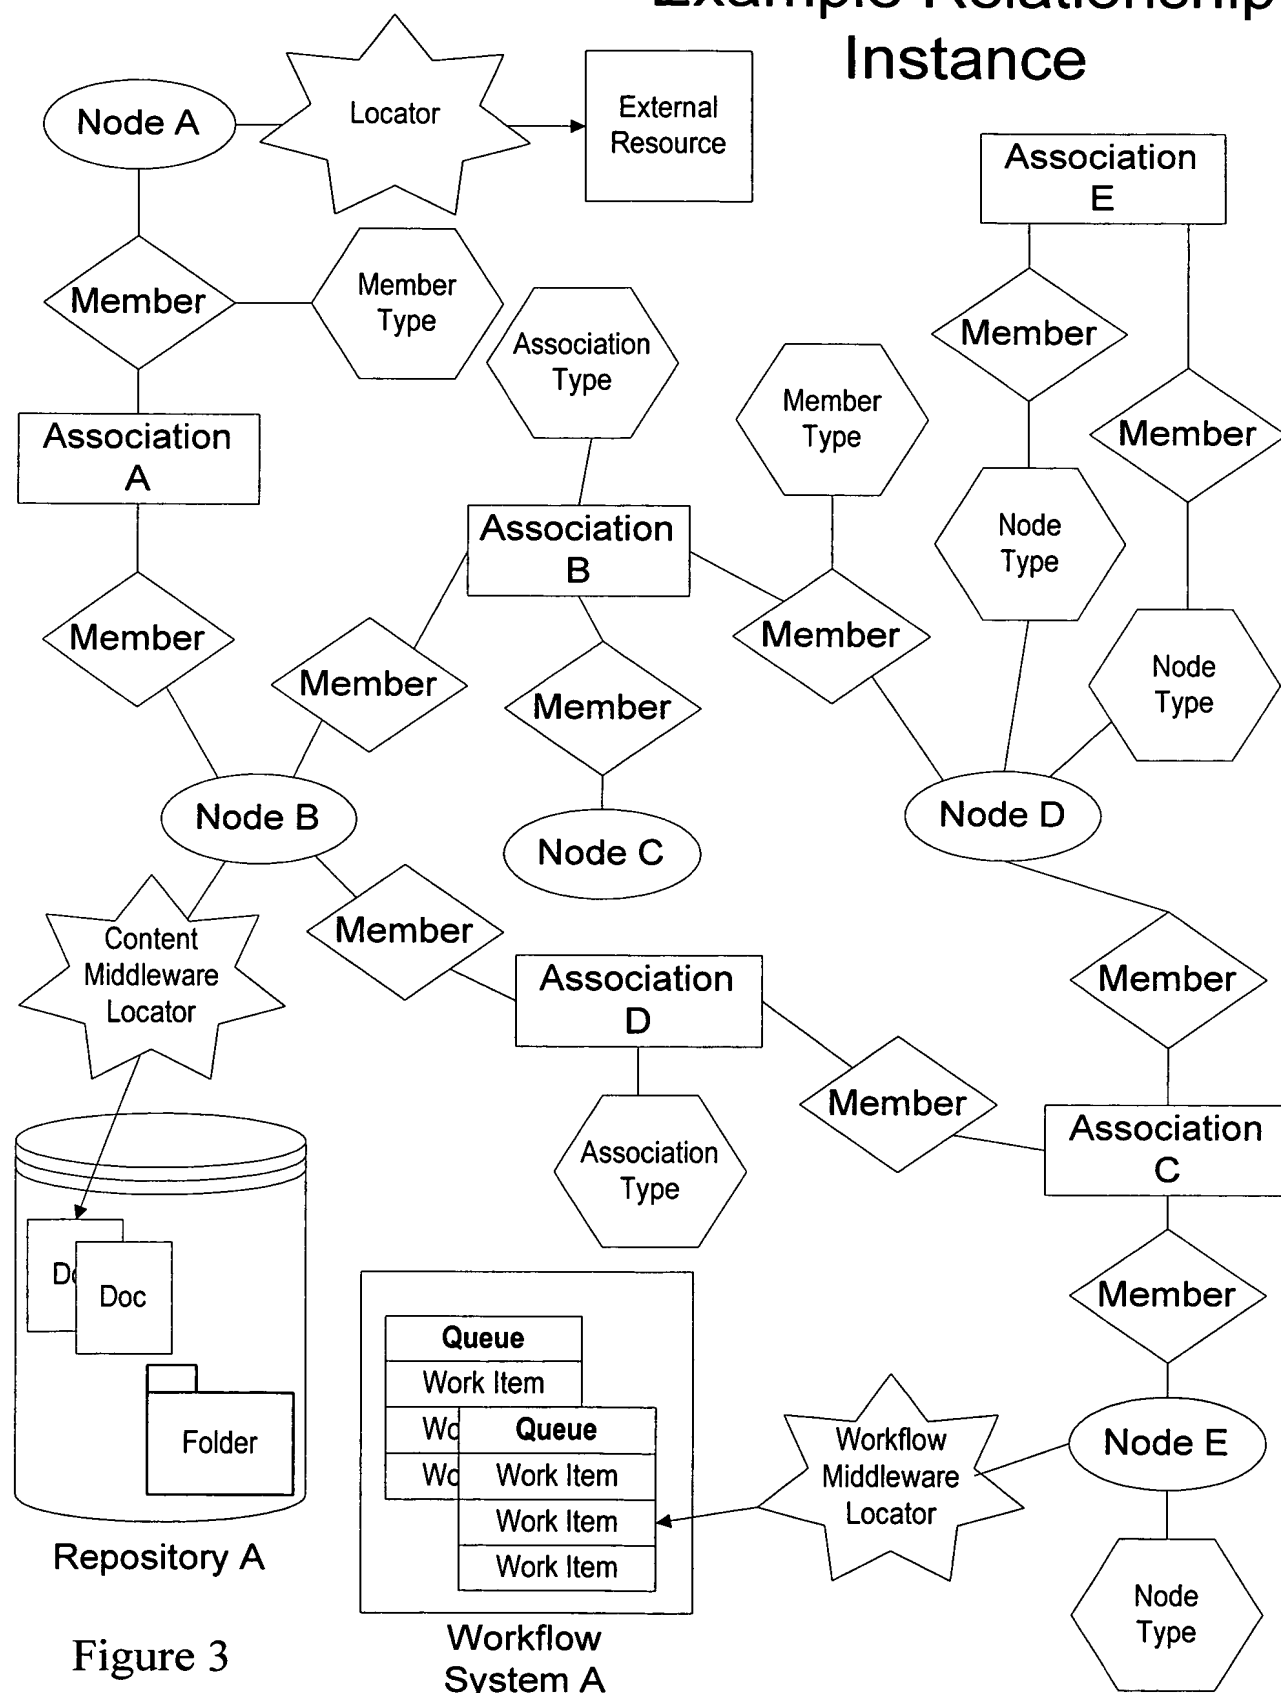 Example Relationship
Instance
Node A
Locator
External
Resource
Association
E
Member
Member
Type
Association
Type
Member
Member
Type
Member
Association
A
Association
B
Node
Type
Member
Member
Member
Member
Node
Type
Node B
Node C
Node D
Content
Middleware
Locator
Member
Association
D
Member
Member
Association
C
Association
Type
Doc
Folder
Repository A
Queue
Work Item
Queue
Work Item
Work Item
Work Item
Workflow
Middleware
Locator
Member
Node E
Node
Type
Figure 3
Workflow
System A